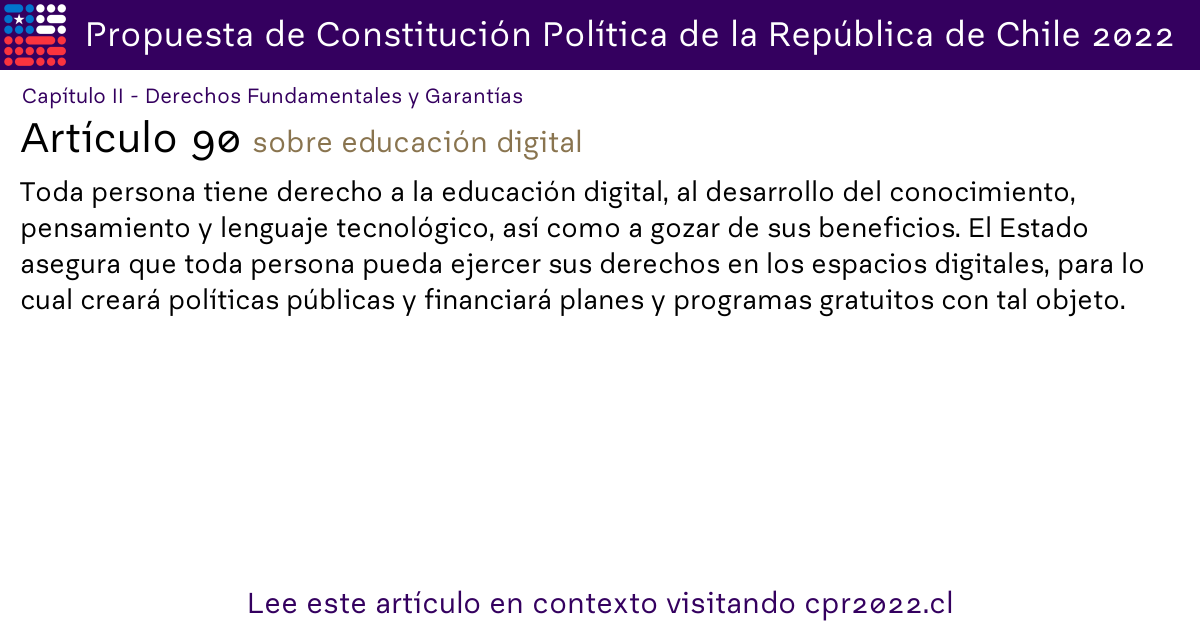 Propuesta de Constitución Política de la República de Chile 2022
Capítulo II - Derechos Fundamentales y Garantías
Artículo 90 sobre educación digital
Toda persona tiene derecho a la educación digital, al desarrollo del conocimiento,
pensamiento y lenguaje tecnológico, así como a gozar de sus beneficios. El Estado
asegura que toda persona pueda ejercer sus derechos en los espacios digitales, para lo
cual creará políticas públicas y financiará planes y programas gratuitos con tal objeto.
Lee este artículo en contexto visitando cpr2022.cl